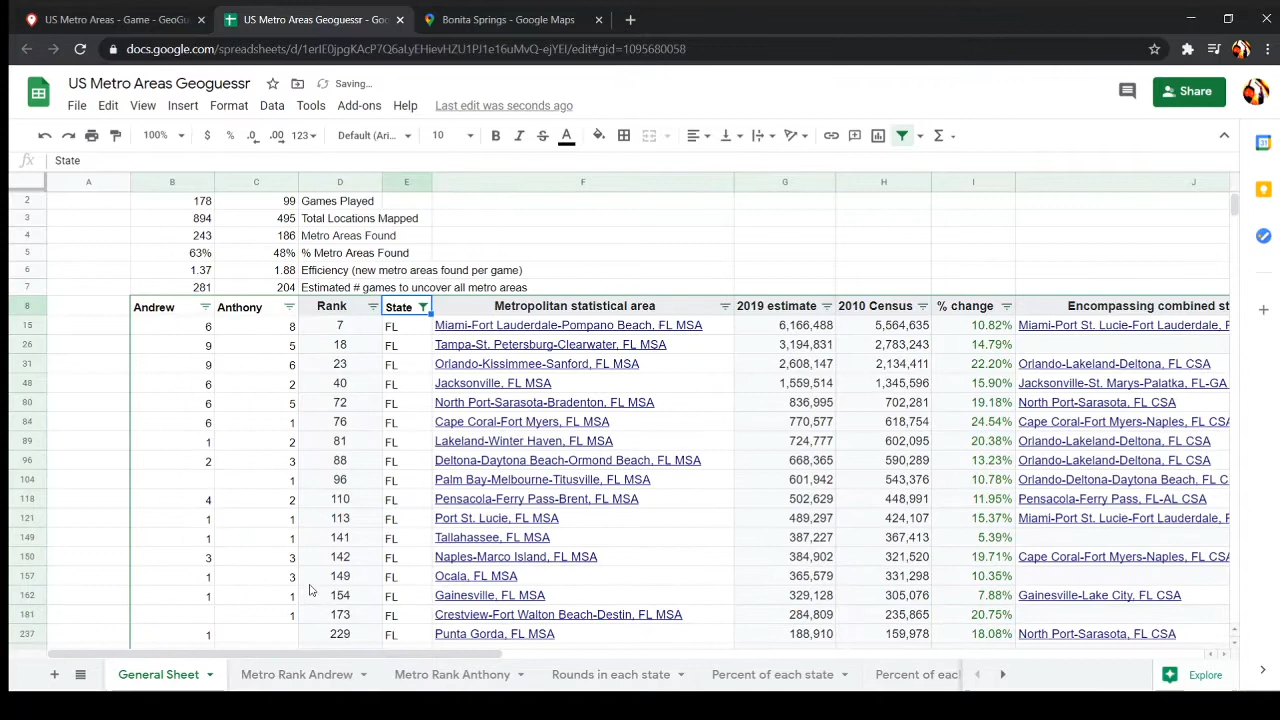 US Metro Areas - Game - GeoGu
US Metro Areas Geoguessr - Goo
Bonita Springs - Google Maps
docs.google.com/spreadsheets/d/1erIE0jpgKAcP7Q6aLyEHievHZU1PJ1e16uMvQ-ejYEI/edit#gid=1095680058
US Metro Areas Geoguessr Saving...
File Edit View Insert Format Data Tools Add-ons Help Last edit was seconds ago
Share
100% $ % .0 .00 123 Default (Ari... 10 B I S A
fx State
A B C D E F G H I J
2 178 99 Games Played
3 894 495 Total Locations Mapped
4 243 186 Metro Areas Found
5 63% 48% % Metro Areas Found
6 1.37 1.88 Efficiency (new metro areas found per game)
7 281 204 Estimated # games to uncover all metro areas
8 Andrew Anthony Rank State Metropolitan statistical area 2019 estimate 2010 Census % change Encompassing combined st
15 6 8 7 FL Miami-Fort Lauderdale-Pompano Beach, FL MSA 6,166,488 5,564,635 10.82% Miami-Port St. Lucie-Fort Lauderdale, F
26 9 5 18 FL Tampa-St. Petersburg-Clearwater, FL MSA 3,194,831 2,783,243 14.79%
31 9 6 23 FL Orlando-Kissimmee-Sanford, FL MSA 2,608,147 2,134,411 22.20% Orlando-Lakeland-Deltona, FL CSA
48 6 2 40 FL Jacksonville, FL MSA 1,559,514 1,345,596 15.90% Jacksonville-St. Marys-Palatka, FL-GA
80 6 5 72 FL North Port-Sarasota-Bradenton, FL MSA 836,995 702,281 19.18% North Port-Sarasota, FL CSA
84 6 1 76 FL Cape Coral-Fort Myers, FL MSA 770,577 618,754 24.54% Cape Coral-Fort Myers-Naples, FL CSA
89 1 2 81 FL Lakeland-Winter Haven, FL MSA 724,777 602,095 20.38% Orlando-Lakeland-Deltona, FL CSA
96 2 3 88 FL Deltona-Daytona Beach-Ormond Beach, FL MSA 668,365 590,289 13.23% Orlando-Lakeland-Deltona, FL CSA
104 1 96 FL Palm Bay-Melbourne-Titusville, FL MSA 601,942 543,376 10.78% Orlando-Deltona-Daytona Beach, FL CS
118 4 2 110 FL Pensacola-Ferry Pass-Brent, FL MSA 502,629 448,991 11.95% Pensacola-Ferry Pass, FL-AL CSA
121 1 1 113 FL Port St. Lucie, FL MSA 489,297 424,107 15.37% Miami-Port St. Lucie-Fort Lauderdale, F
149 1 1 141 FL Tallahassee, FL MSA 387,227 367,413 5.39%
150 3 3 142 FL Naples-Marco Island, FL MSA 384,902 321,520 19.71% Cape Coral-Fort Myers-Naples, FL CSA
157 1 3 149 FL Ocala, FL MSA 365,579 331,298 10.35%
162 1 1 154 FL Gainesville, FL MSA 329,128 305,076 7.88% Gainesville-Lake City, FL CSA
181 1 173 FL Crestview-Fort Walton Beach-Destin, FL MSA 284,809 235,865 20.75%
237 1 229 FL Punta Gorda, FL MSA 188,910 159,978 18.08% North Port-Sarasota, FL CSA
General Sheet Metro Rank Andrew Metro Rank Anthony Rounds in each state Percent of each state Percent of eac Explore